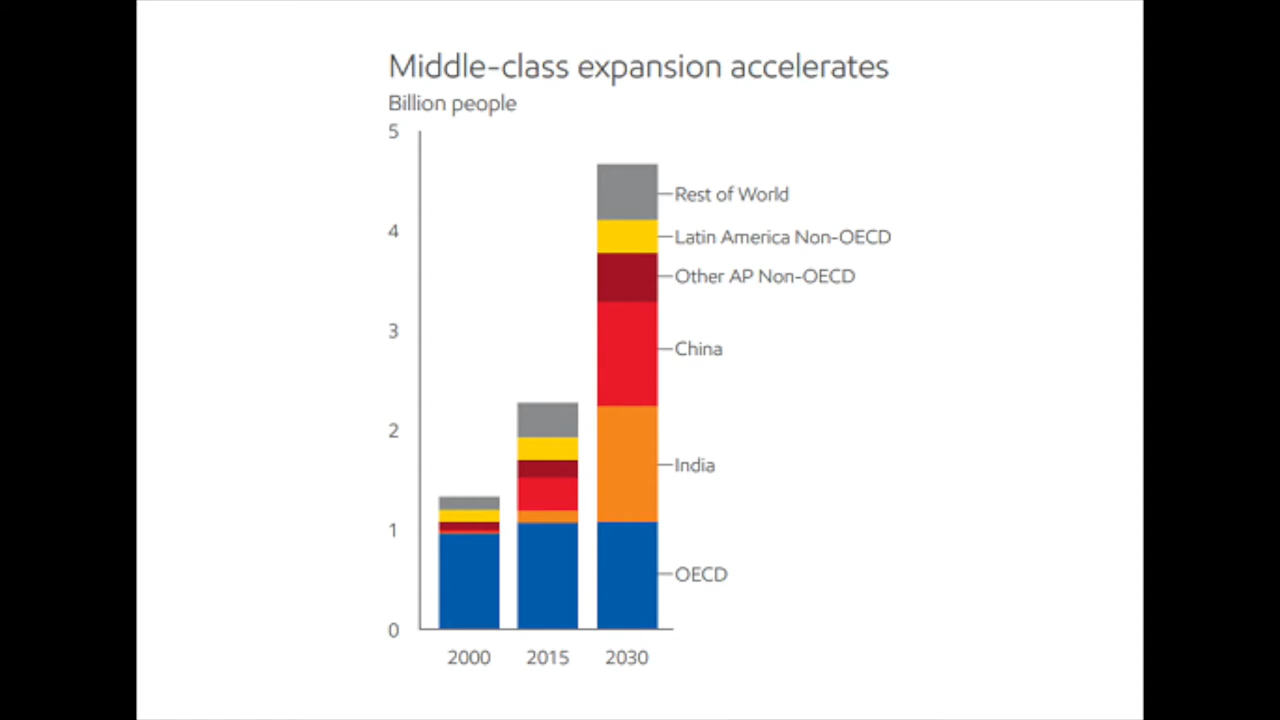 Middle-class expansion accelerates
Billion people
5
4
3
2
1
0
Rest of World
Latin America Non-OECD
Other AP Non-OECD
China
India
OECD
2000 2015 2030